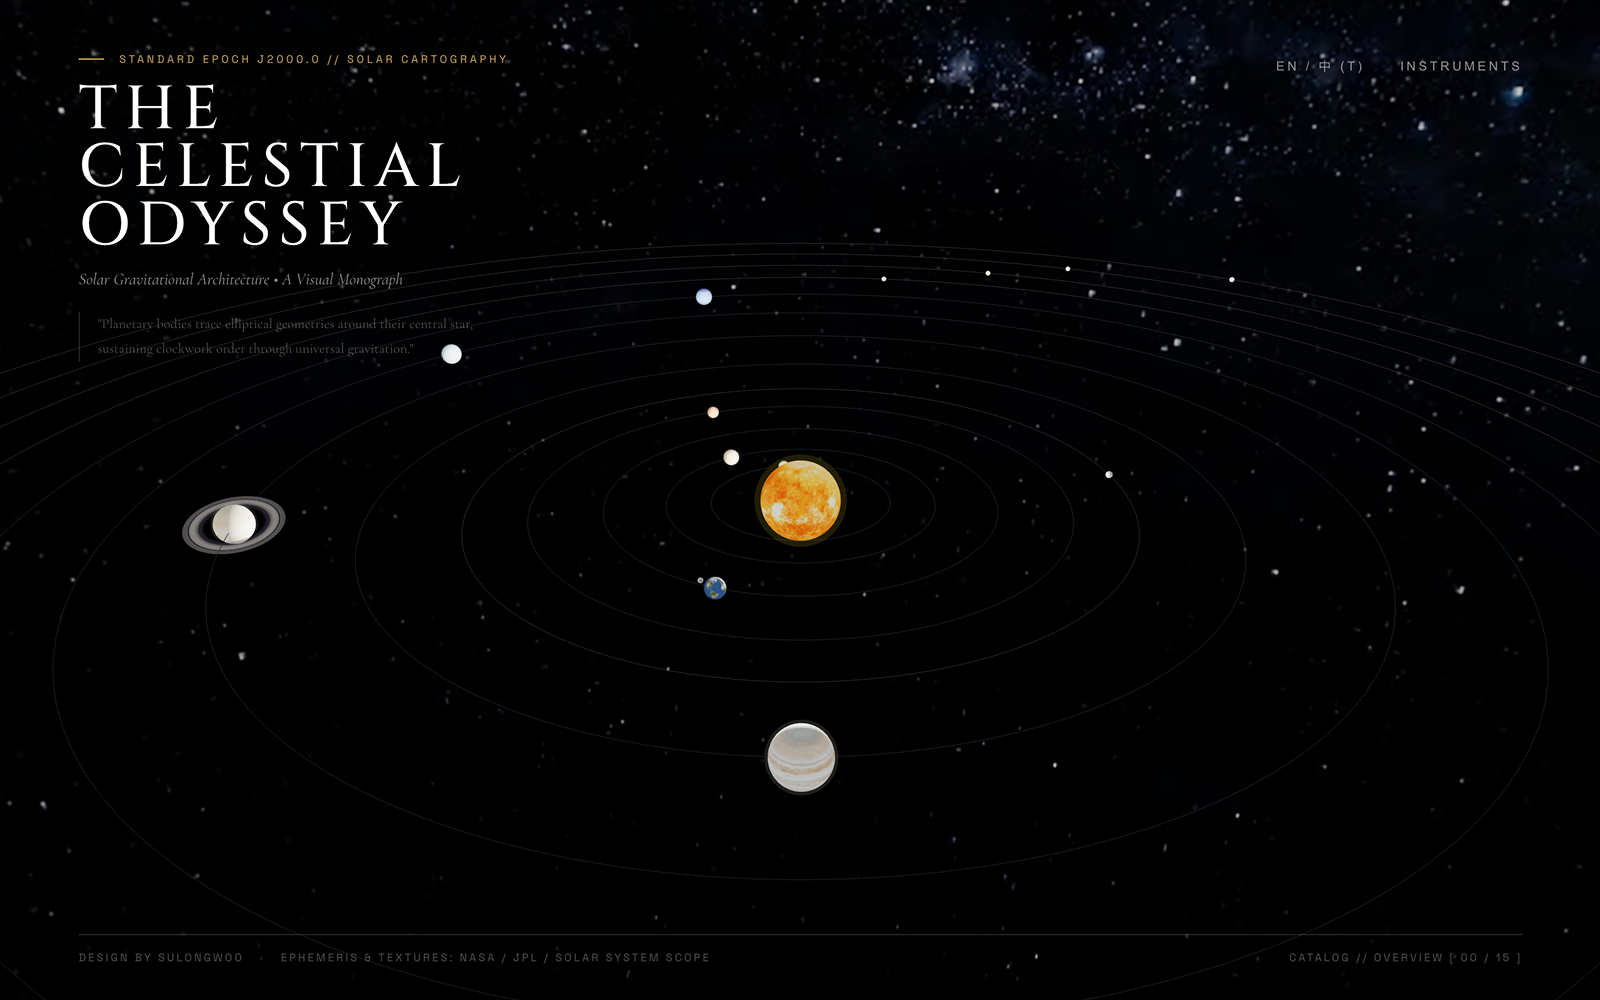 STANDARD EPOCH J2000.0 // SOLAR CARTOGRAPHY
EN / 中 (T) INSTRUMENTS
THE
CELESTIAL
ODYSSEY
Solar Gravitational Architecture • A Visual Monograph
"Planetary bodies trace elliptical geometries around their central star,
sustaining clockwork order through universal gravitation."
DESIGN BY SULONGWOO · EPHEMERIS & TEXTURES: NASA / JPL / SOLAR SYSTEM SCOPE
CATALOG // OVERVIEW [ 00 / 15 ]